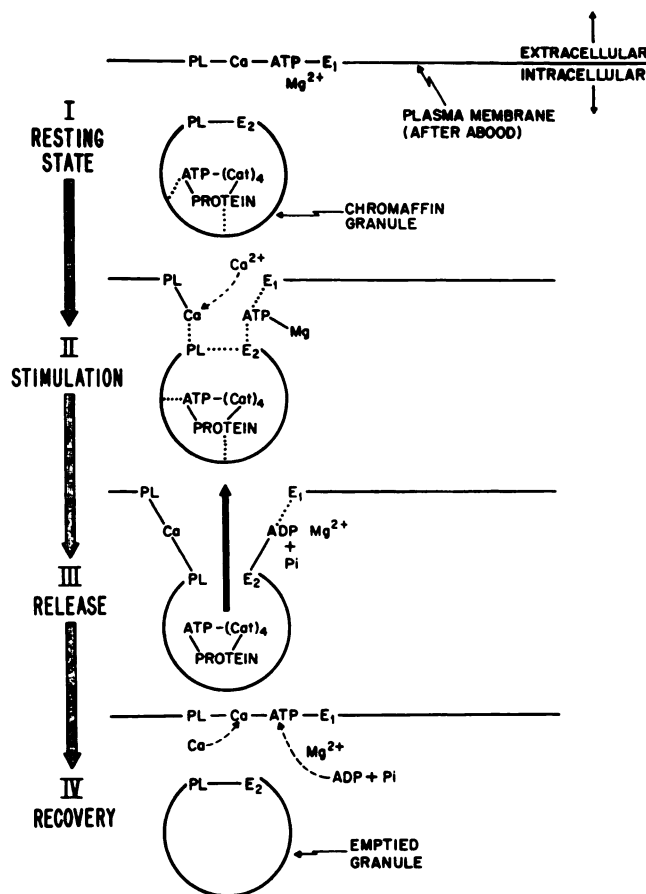 EXTRACELLULAR
PL — Ca — ATP — E₁
INTRACELLULAR
Mg²⁺
PLASMA MEMBRANE
(AFTER ABOOD)
I
RESTING
STATE
PL — E₂
ATP-(Cat)₄
PROTEIN
CHROMAFFIN
GRANULE
Ca²⁺
PL
E₁
Ca
ATP
Mg
II
STIMULATION
PL
E₂
ATP-(Cat)₄
PROTEIN
PL
E₁
Ca
ADP Mg²⁺
+
Pi
III
RELEASE
PL
E₂
ATP-(Cat)₄
PROTEIN
PL — Ca — ATP — E₁
Ca
Mg²⁺
ADP + Pi
IV
RECOVERY
PL — E₂
EMPTIED
GRANULE